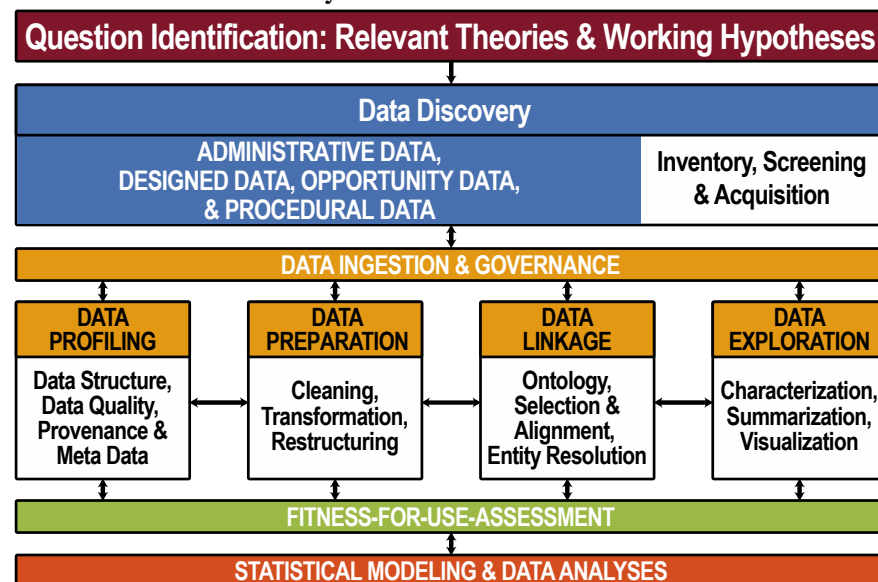 Question Identification: Relevant Theories & Working Hypotheses
Data Discovery
ADMINISTRATIVE DATA,
DESIGNED DATA, OPPORTUNITY DATA,
& PROCEDURAL DATA
Inventory, Screening
& Acquisition
DATA INGESTION & GOVERNANCE
DATA
PROFILING
Data Structure,
Data Quality,
Provenance &
Meta Data
DATA
PREPARATION
Cleaning,
Transformation,
Restructuring
DATA
LINKAGE
Ontology,
Selection &
Alignment,
Entity Resolution
DATA
EXPLORATION
Characterization,
Summarization,
Visualization
FITNESS-FOR-USE-ASSESSMENT
STATISTICAL MODELING & DATA ANALYSES